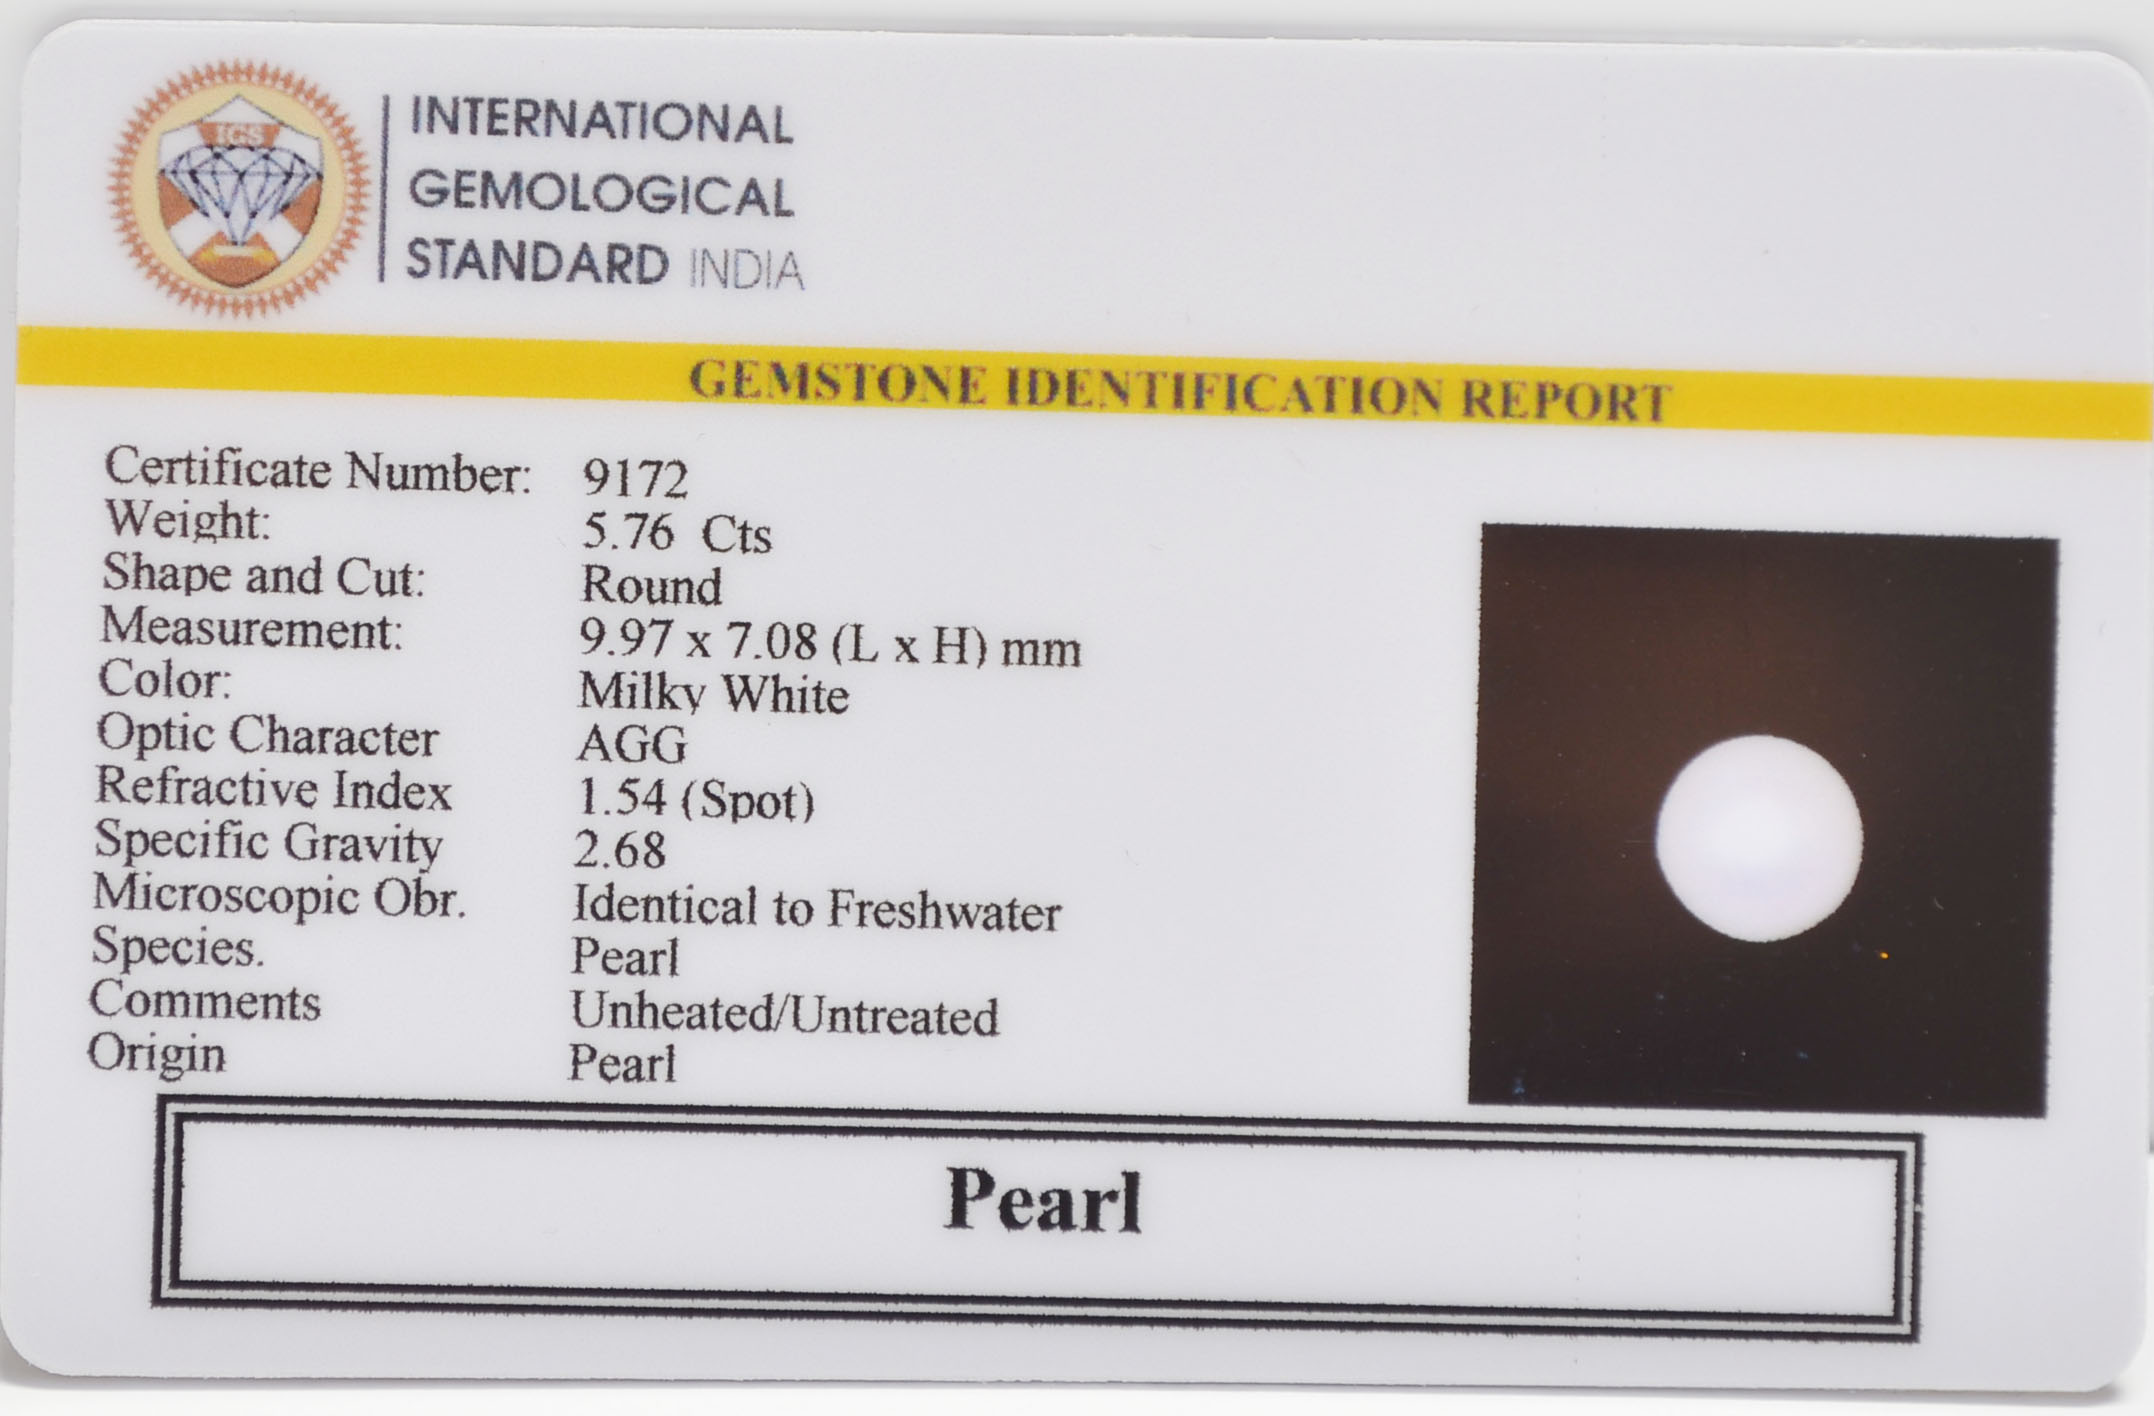 IGS
INTERNATIONAL
GEMOLOGICAL
STANDARD INDIA
GEMSTONE IDENTIFICATION REPORT
Certificate Number: 9172
Weight: 5.76 Cts
Shape and Cut: Round
Measurement: 9.97 x 7.08 (L x H) mm
Color: Milky White
Optic Character AGG
Refractive Index 1.54 (Spot)
Specific Gravity 2.68
Microscopic Obr. Identical to Freshwater
Species. Pearl
Comments Unheated/Untreated
Origin Pearl
Pearl